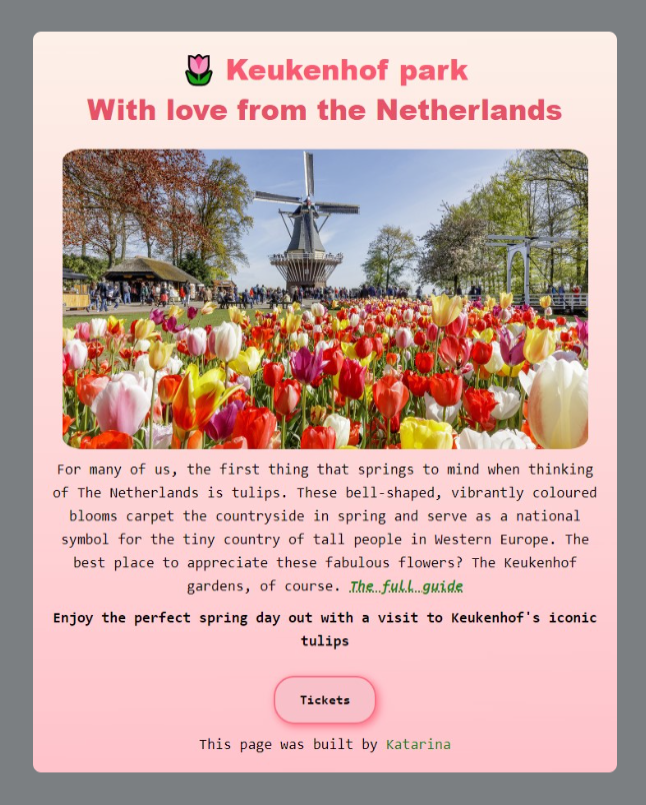 🌷 Keukenhof park
With love from the Netherlands
For many of us, the first thing that springs to mind when thinking
of The Netherlands is tulips. These bell-shaped, vibrantly coloured
blooms carpet the countryside in spring and serve as a national
symbol for the tiny country of tall people in Western Europe. The
best place to appreciate these fabulous flowers? The Keukenhof
gardens, of course. The full guide
Enjoy the perfect spring day out with a visit to Keukenhof's iconic
tulips
Tickets
This page was built by Katarina